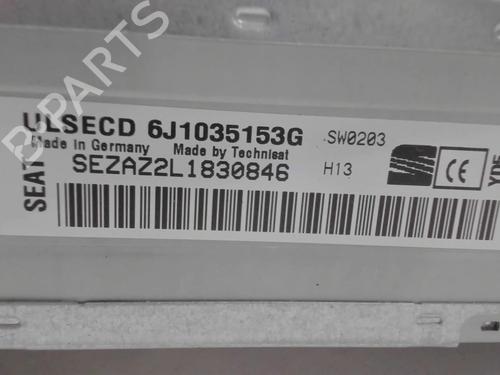 B-PARTS
ULSECD 6J1035153G SW0203
Made in Germany Made by Technisat
SEZAZ2L1830846 H13
SEAT
CE